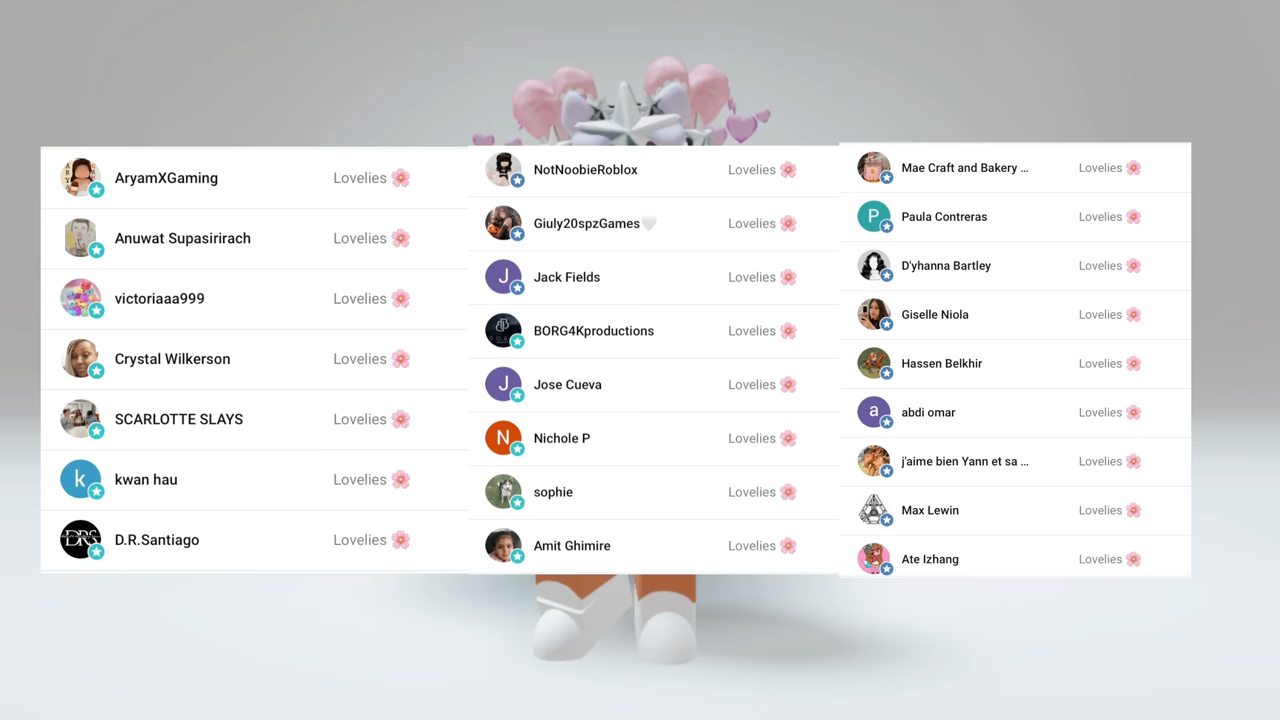 AryamXGaming Lovelies 🌸
Anuwat Supasirirach Lovelies 🌸
victoriaaa999 Lovelies 🌸
Crystal Wilkerson Lovelies 🌸
SCARLOTTE SLAYS Lovelies 🌸
k kwan hau Lovelies 🌸
DRS D.R.Santiago Lovelies 🌸
NotNoobieRoblox Lovelies 🌸
Giuly20spzGames🤍 Lovelies 🌸
J Jack Fields Lovelies 🌸
BORG4Kproductions Lovelies 🌸
J Jose Cueva Lovelies 🌸
N Nichole P Lovelies 🌸
sophie Lovelies 🌸
Amit Ghimire Lovelies 🌸
Mae Craft and Bakery ... Lovelies 🌸
P Paula Contreras Lovelies 🌸
D'yhanna Bartley Lovelies 🌸
Giselle Niola Lovelies 🌸
Hassen Belkhir Lovelies 🌸
a abdi omar Lovelies 🌸
j'aime bien Yann et sa ... Lovelies 🌸
Max Lewin Lovelies 🌸
Ate Izhang Lovelies 🌸